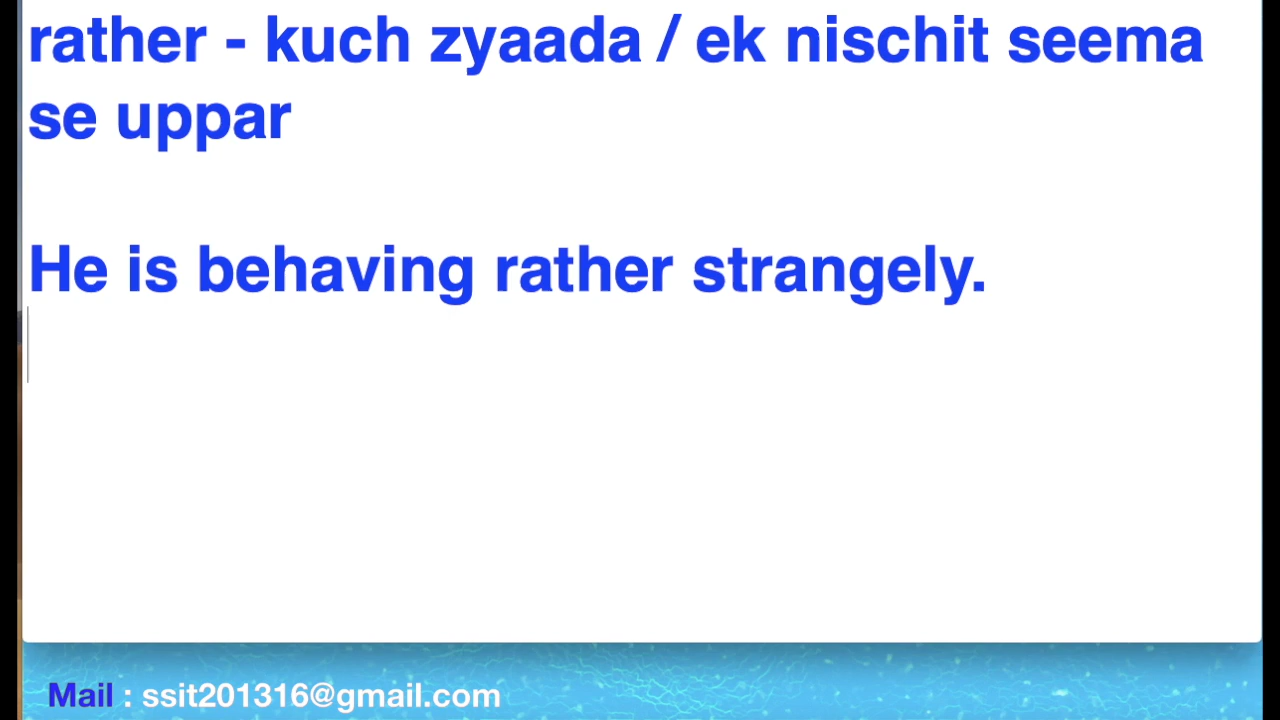 rather - kuch zyaada / ek nischit seema
se uppar
He is behaving rather strangely.
Mail : ssit201316@gmail.com